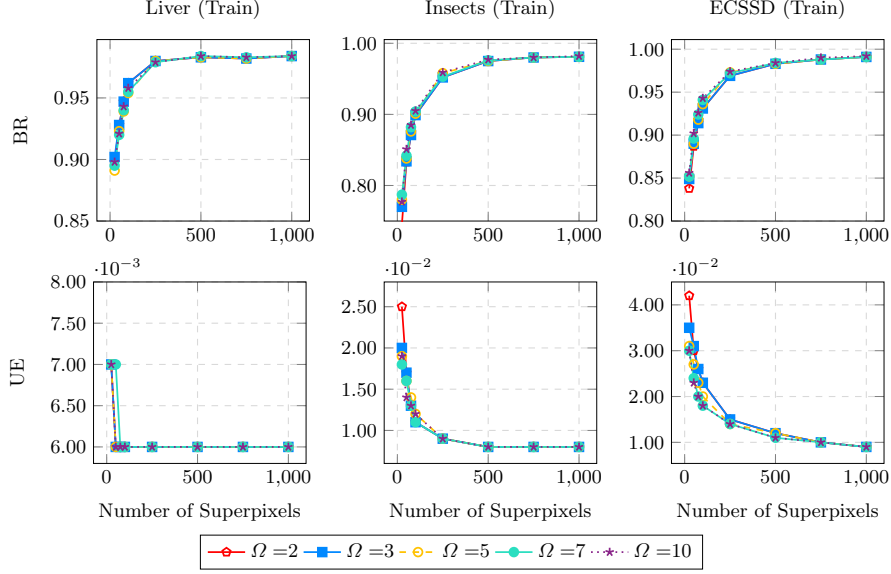 Liver (Train) Insects (Train) ECSSD (Train)
BR
0.95
0.90
0.85
0 500 1,000
1.00
0.90
0.80
0 500 1,000
1.00
0.95
0.90
0.85
0.80
0 500 1,000
UE
·10⁻³
8.00
7.50
7.00
6.50
6.00
0 500 1,000
·10⁻²
2.50
2.00
1.50
1.00
0 500 1,000
·10⁻²
4.00
3.00
2.00
1.00
0 500 1,000
Number of Superpixels Number of Superpixels Number of Superpixels
Ω =2 Ω =3 Ω =5 Ω =7 Ω =10